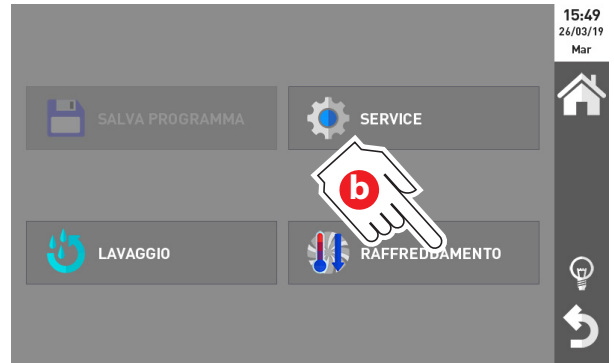 15:49
26/03/19
Mar
SALVA PROGRAMMA
SERVICE
b
LAVAGGIO
RAFFREDDAMENTO